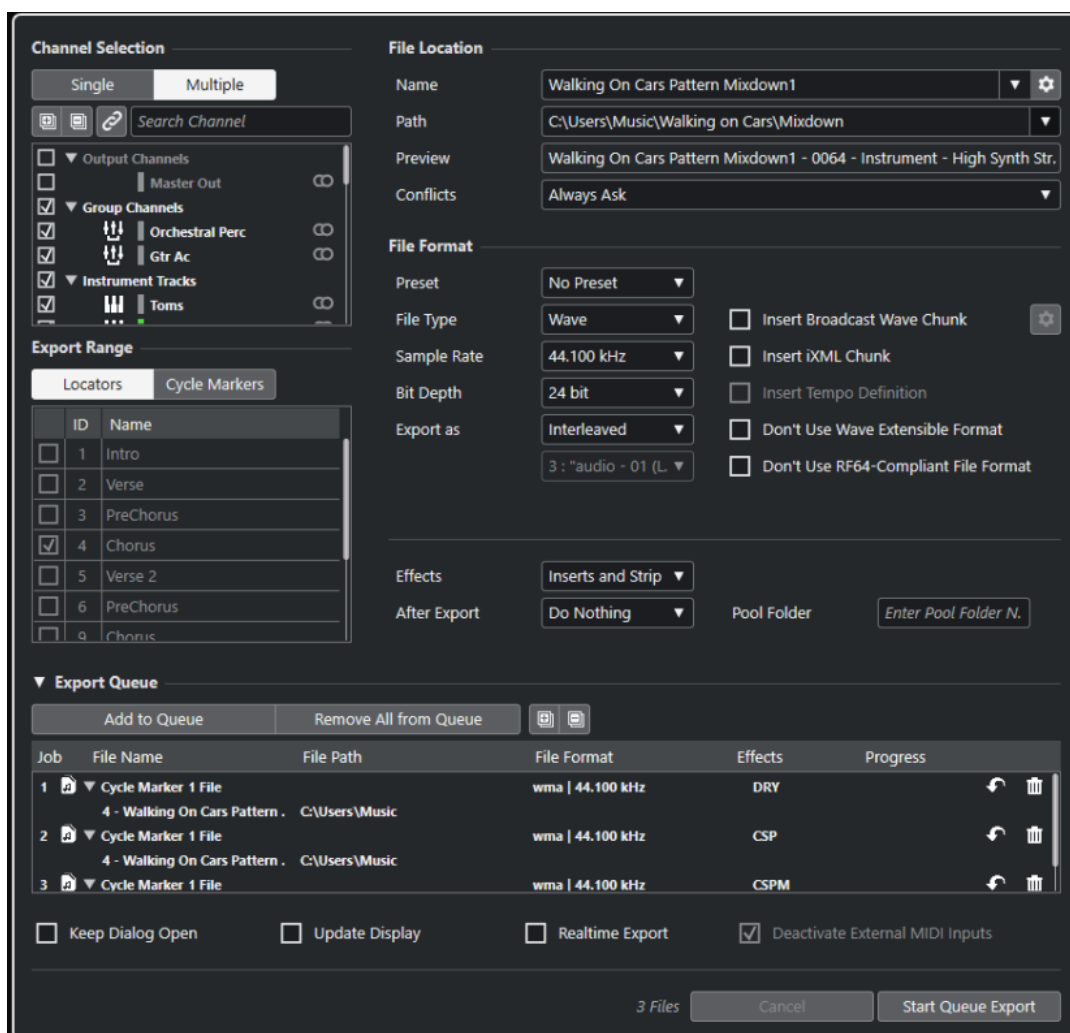 Channel Selection
Single Multiple
Search Channel
Output Channels
Master Out
Group Channels
Orchestral Perc
Gtr Ac
Instrument Tracks
Toms
Export Range
Locators Cycle Markers
ID Name
1 Intro
2 Verse
3 PreChorus
4 Chorus
5 Verse 2
6 PreChorus
9 Chorus
File Location
Name Walking On Cars Pattern Mixdown1
Path C:\Users\Music\Walking on Cars\Mixdown
Preview Walking On Cars Pattern Mixdown1 - 0064 - Instrument - High Synth Str.
Conflicts Always Ask
File Format
Preset No Preset
File Type Wave Insert Broadcast Wave Chunk
Sample Rate 44.100 kHz Insert iXML Chunk
Bit Depth 24 bit Insert Tempo Definition
Export as Interleaved Don't Use Wave Extensible Format
3 : "audio - 01 (L. Don't Use RF64-Compliant File Format
Effects Inserts and Strip
After Export Do Nothing Pool Folder Enter Pool Folder N.
Export Queue
Add to Queue Remove All from Queue
Job File Name File Path File Format Effects Progress
1 Cycle Marker 1 File wma | 44.100 kHz DRY
4 - Walking On Cars Pattern . C:\Users\Music
2 Cycle Marker 1 File wma | 44.100 kHz CSP
4 - Walking On Cars Pattern . C:\Users\Music
3 Cycle Marker 1 File wma | 44.100 kHz CSPM
Keep Dialog Open Update Display Realtime Export Deactivate External MIDI Inputs
3 Files Cancel Start Queue Export